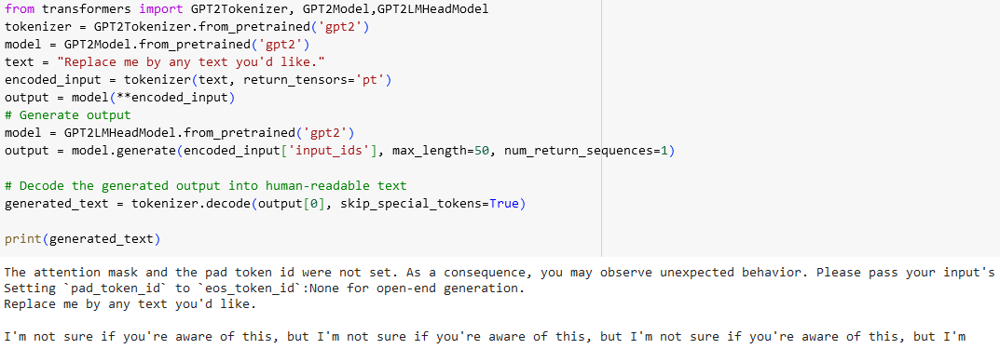 from transformers import GPT2Tokenizer, GPT2Model,GPT2LMHeadModel
tokenizer = GPT2Tokenizer.from_pretrained('gpt2')
model = GPT2Model.from_pretrained('gpt2')
text = "Replace me by any text you'd like."
encoded_input = tokenizer(text, return_tensors='pt')
output = model(**encoded_input)
# Generate output
model = GPT2LMHeadModel.from_pretrained('gpt2')
output = model.generate(encoded_input['input_ids'], max_length=50, num_return_sequences=1)
# Decode the generated output into human-readable text
generated_text = tokenizer.decode(output[0], skip_special_tokens=True)
print(generated_text)
The attention mask and the pad token id were not set. As a consequence, you may observe unexpected behavior. Please pass your input's
Setting `pad_token_id` to `eos_token_id`:None for open-end generation.
Replace me by any text you'd like.
I'm not sure if you're aware of this, but I'm not sure if you're aware of this, but I'm not sure if you're aware of this, but I'm